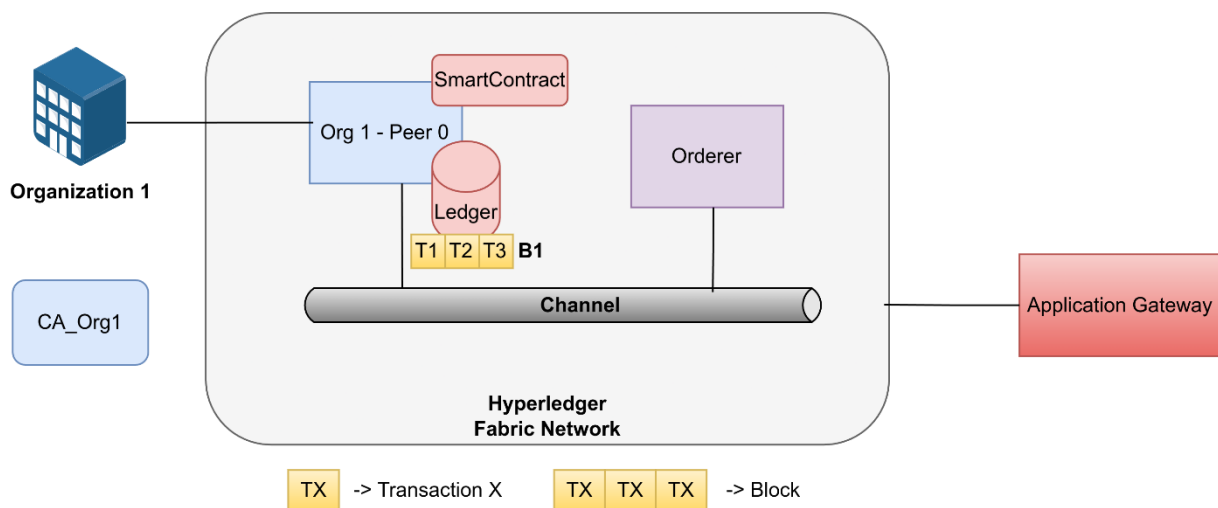 SmartContract
Org 1 - Peer 0
Orderer
Organization 1
Ledger
T1 T2 T3 B1
Channel
CA_Org1
Application Gateway
Hyperledger
Fabric Network
TX -> Transaction X
TX TX TX -> Block